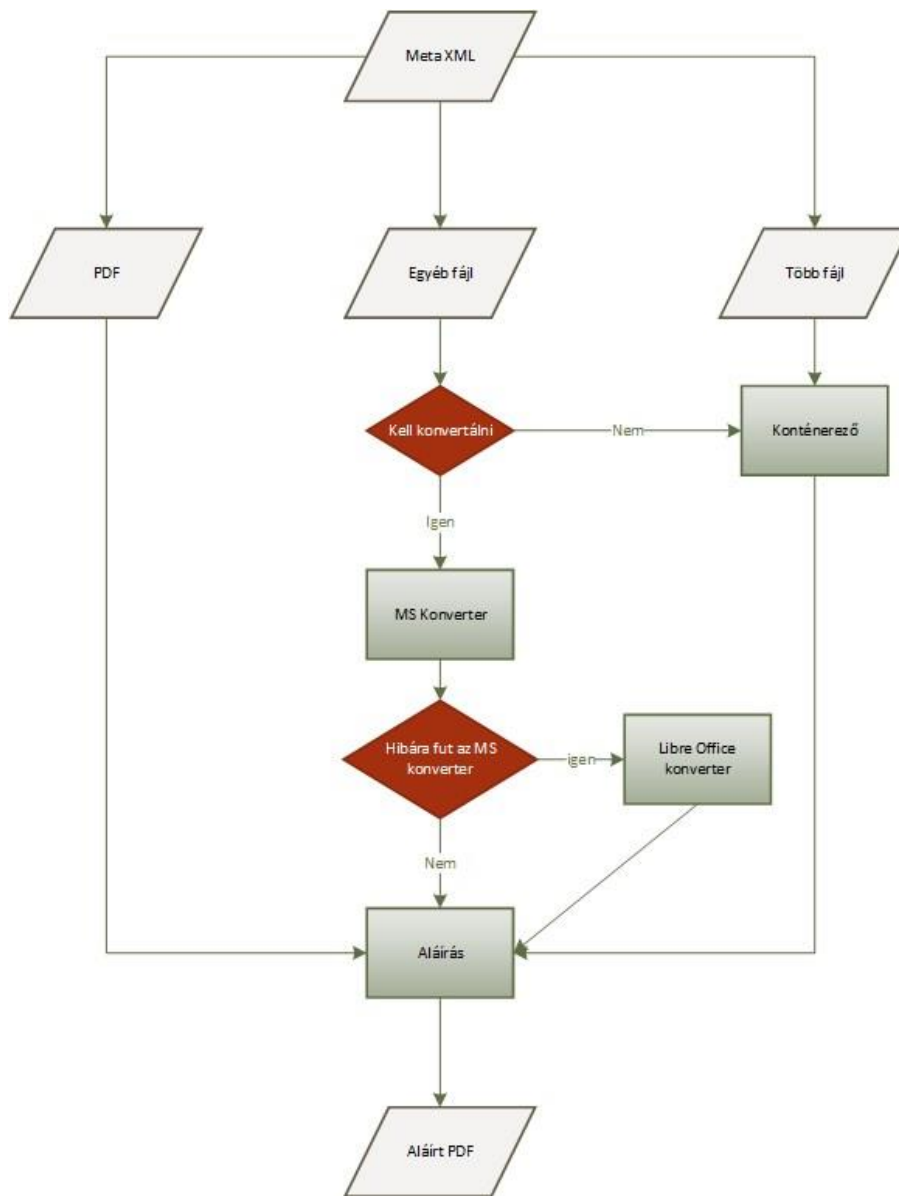 Meta XML
PDF
Egyéb fájl
Több fájl
Kell konvertálni
Nem
Konténerező
Igen
MS Konverter
Hibára fut az MS
konverter
igen
Libre Office
konverter
Nem
Aláírás
Aláírt PDF